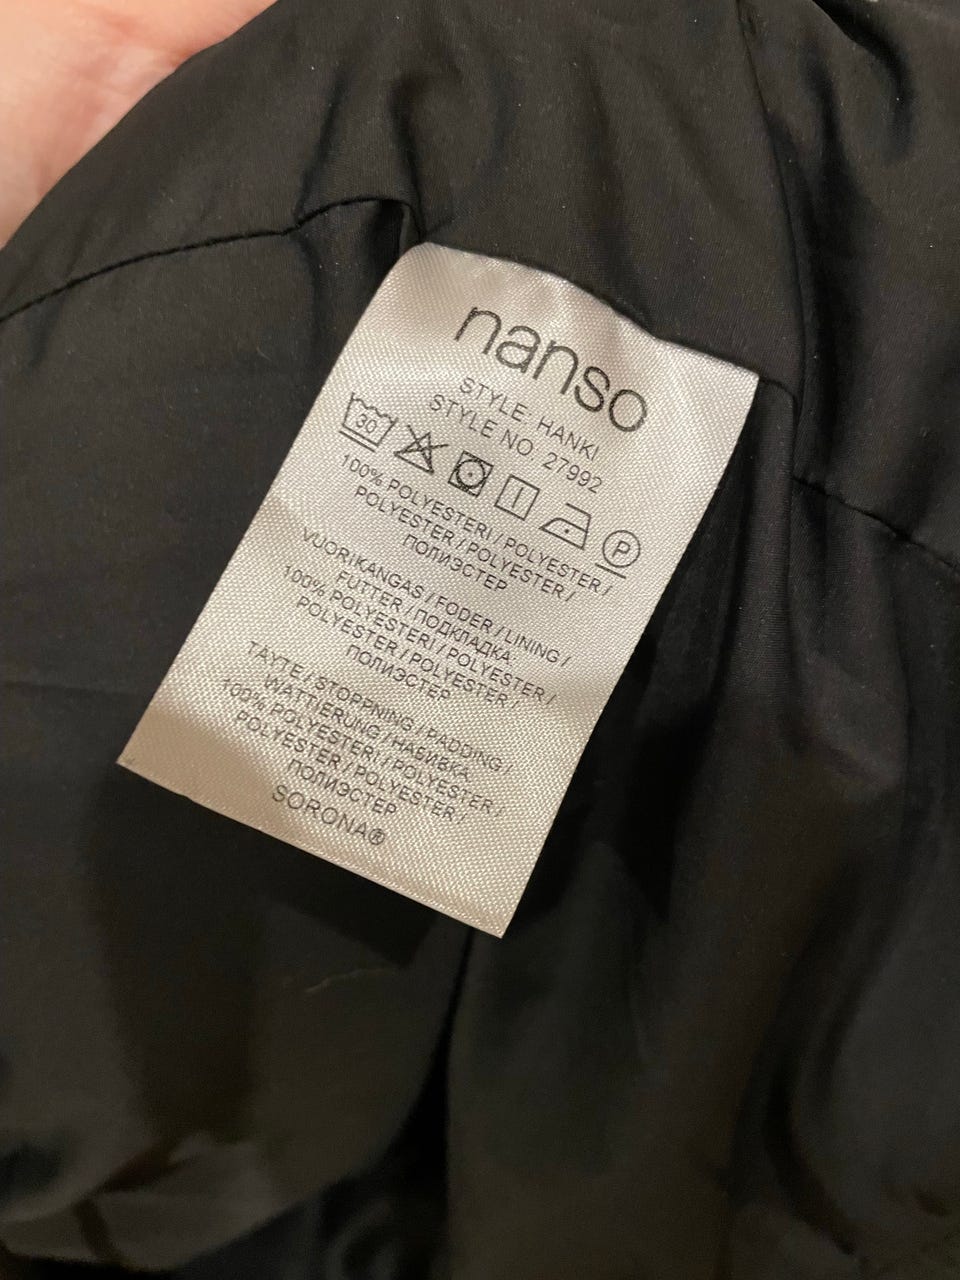 nanso
STYLE. HANKI
STYLE NO. 27992
30
P
100% POLYESTERI / POLYESTER /
POLYESTER / POLYESTER /
ПОЛИЭСТЕР
VUORIKANGAS / FODER / LINING /
FUTTER / ПОДКЛАДКА
100% POLYESTERI / POLYESTER /
POLYESTER / POLYESTER /
ПОЛИЭСТЕР
TÄYTE / STOPPNING / PADDING /
WATTIERUNG / НАБИВКА
100% POLYESTERI / POLYESTER /
POLYESTER / POLYESTER /
ПОЛИЭСТЕР
SORONA®